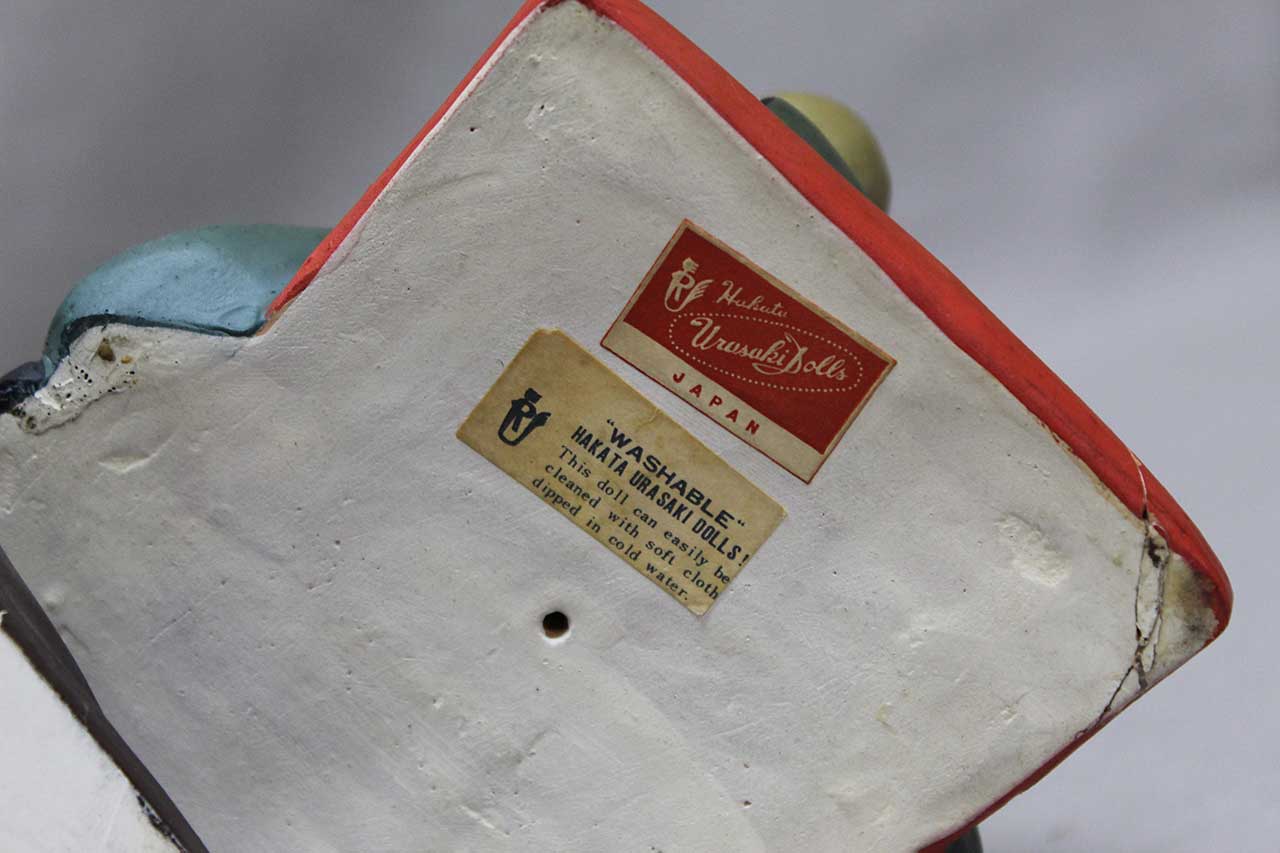 R
Hakata
Urasaki Dolls
JAPAN
R
"WASHABLE"
HAKATA URASAKI DOLLS!
This doll can easily be
cleaned with soft cloth
dipped in cold water.